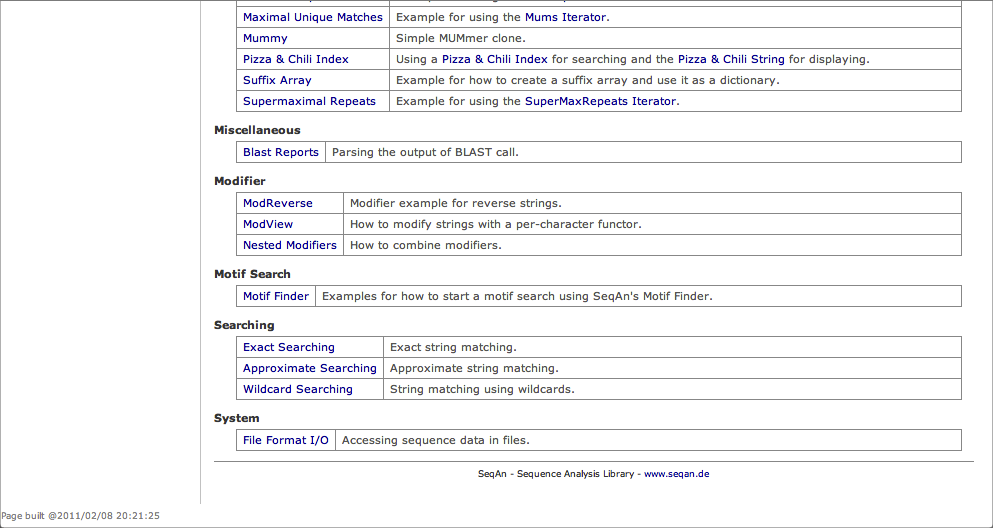 Maximal Unique Matches Example for using the Mums Iterator.
Mummy Simple MUMmer clone.
Pizza & Chili Index Using a Pizza & Chili Index for searching and the Pizza & Chili String for displaying.
Suffix Array Example for how to create a suffix array and use it as a dictionary.
Supermaximal Repeats Example for using the SuperMaxRepeats Iterator.
Miscellaneous
Blast Reports Parsing the output of BLAST call.
Modifier
ModReverse Modifier example for reverse strings.
ModView How to modify strings with a per-character functor.
Nested Modifiers How to combine modifiers.
Motif Search
Motif Finder Examples for how to start a motif search using SeqAn's Motif Finder.
Searching
Exact Searching Exact string matching.
Approximate Searching Approximate string matching.
Wildcard Searching String matching using wildcards.
System
File Format I/O Accessing sequence data in files.
SeqAn - Sequence Analysis Library - www.seqan.de
Page built @2011/02/08 20:21:25